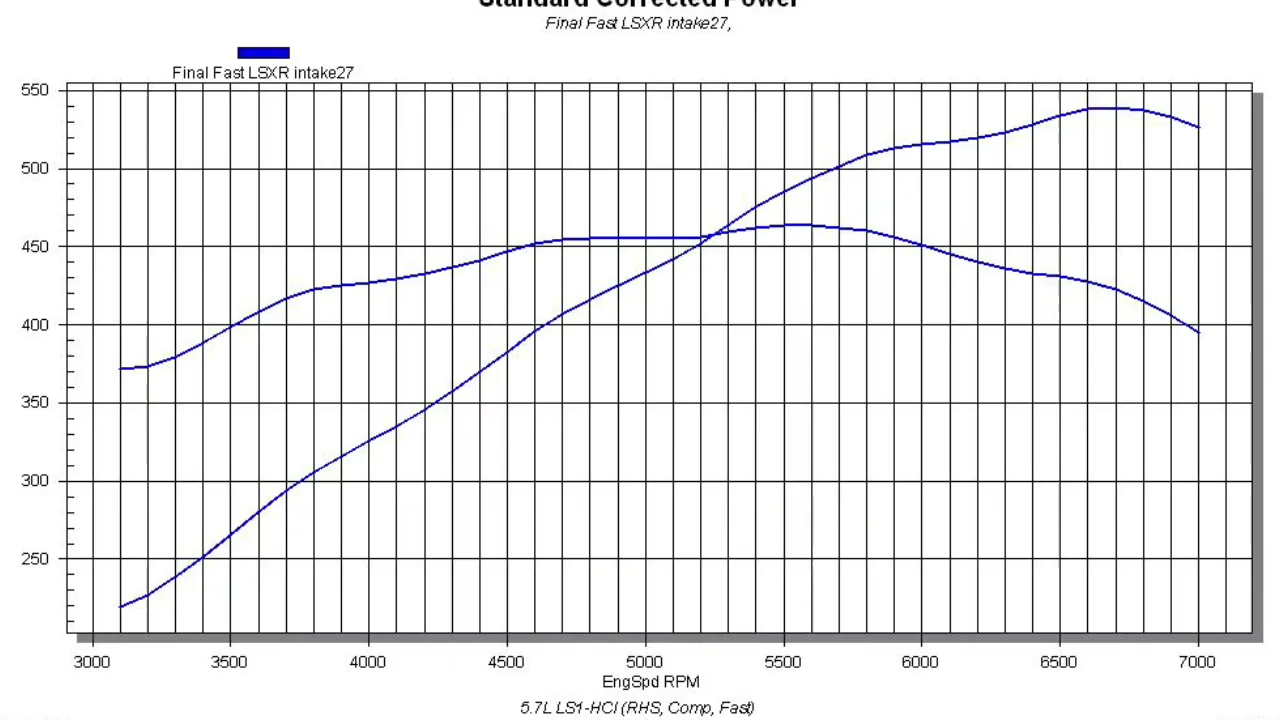 Standard Corrected Power
Final Fast LSXR intake27,
Final Fast LSXR intake27
550
500
450
400
350
300
250
3000 3500 4000 4500 5000 5500 6000 6500 7000
EngSpd RPM
5.7L LS1-HCI (RHS, Comp, Fast)